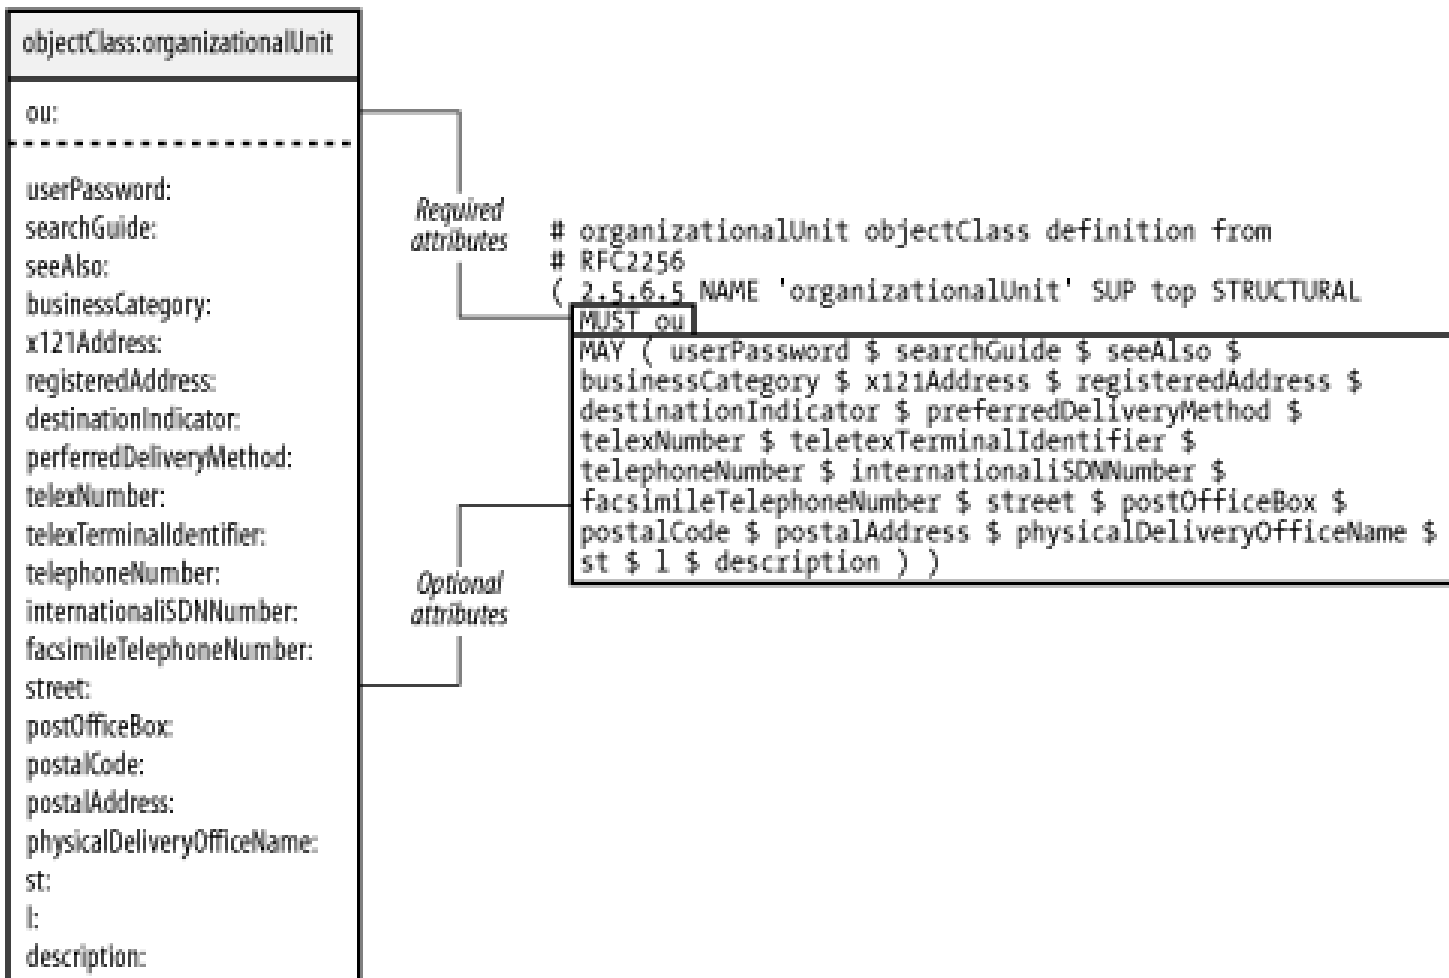 objectClass:organizationalUnit
ou:
userPassword:
searchGuide:
seeAlso:
businessCategory:
x121Address:
registeredAddress:
destinationIndicator:
perferredDeliveryMethod:
telexNumber:
telexTerminalIdentifier:
telephoneNumber:
internationaliSDNNumber:
facsimileTelephoneNumber:
street:
postOfficeBox:
postalCode:
postalAddress:
physicalDeliveryOfficeName:
st:
l:
description:
Required
attributes
Optional
attributes
# organizationalUnit objectClass definition from
# RFC2256
( 2.5.6.5 NAME 'organizationalUnit' SUP top STRUCTURAL
MUST ou
MAY ( userPassword $ searchGuide $ seeAlso $
businessCategory $ x121Address $ registeredAddress $
destinationIndicator $ preferredDeliveryMethod $
telexNumber $ teletexTerminalIdentifier $
telephoneNumber $ internationaliSDNNumber $
facsimileTelephoneNumber $ street $ postOfficeBox $
postalCode $ postalAddress $ physicalDeliveryOfficeName $
st $ l $ description ) )